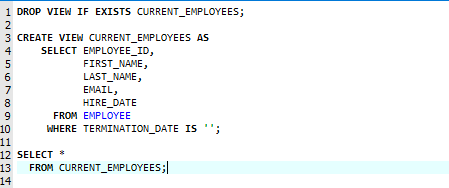 1 DROP VIEW IF EXISTS CURRENT_EMPLOYEES;
2
3 CREATE VIEW CURRENT_EMPLOYEES AS
4 SELECT EMPLOYEE_ID,
5 FIRST_NAME,
6 LAST_NAME,
7 EMAIL,
8 HIRE_DATE
9 FROM EMPLOYEE
10 WHERE TERMINATION_DATE IS '';
11
12 SELECT *
13 FROM CURRENT_EMPLOYEES;
14